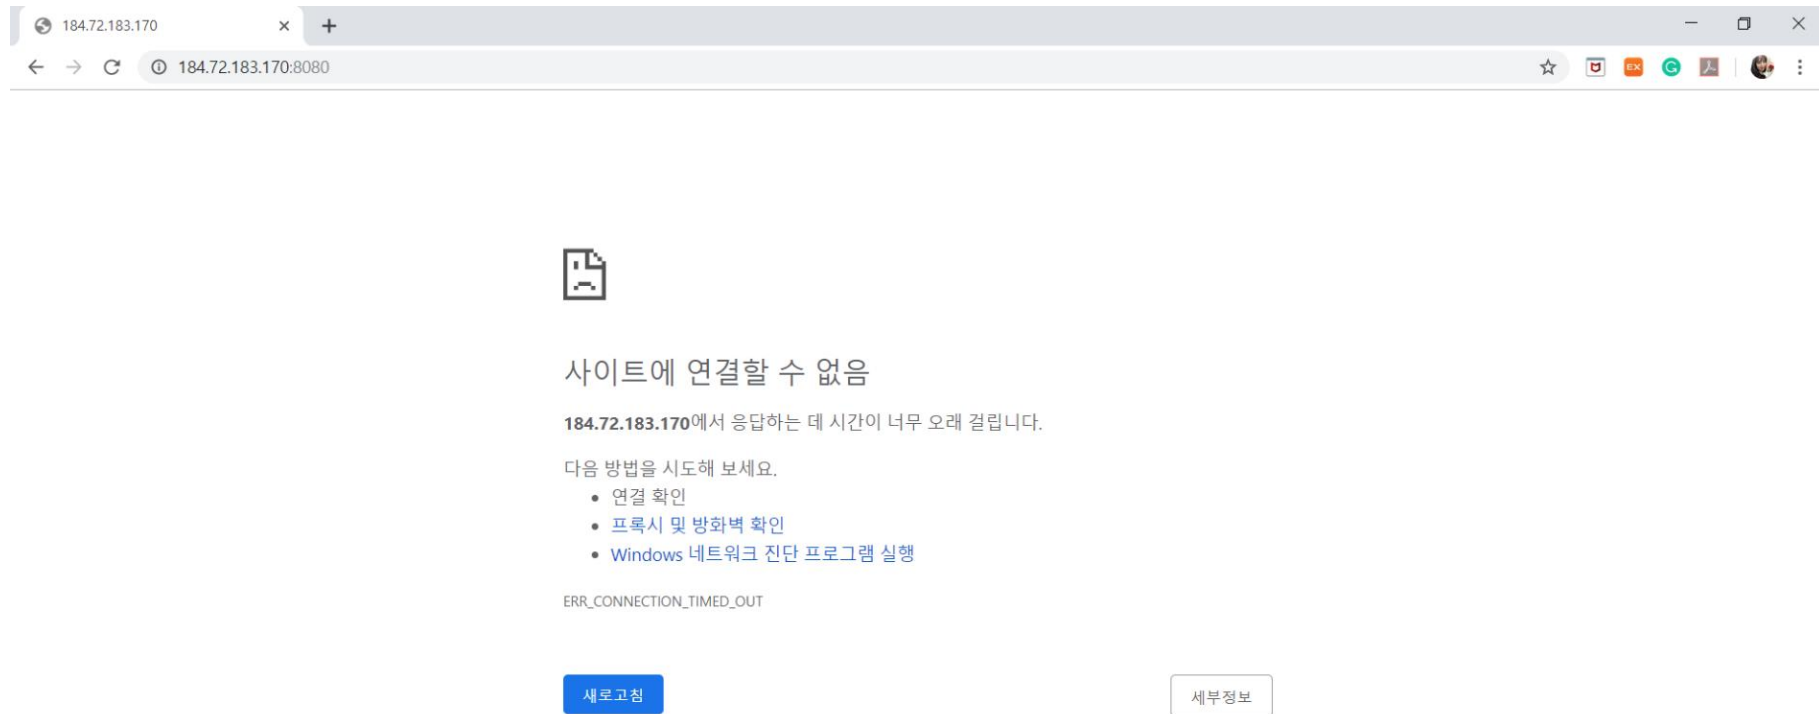 184.72.183.170
184.72.183.170:8080
EX
사이트에 연결할 수 없음
184.72.183.170에서 응답하는 데 시간이 너무 오래 걸립니다.
다음 방법을 시도해 보세요.
연결 확인
프록시 및 방화벽 확인
Windows 네트워크 진단 프로그램 실행
ERR_CONNECTION_TIMED_OUT
새로고침
세부정보